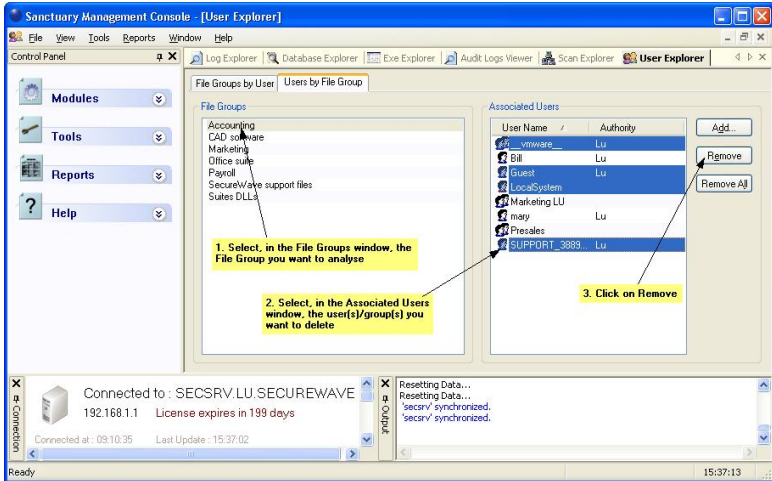 Sanctuary Management Console - [User Explorer]
File View Tools Reports Window Help
Control Panel
Log Explorer Database Explorer Exe Explorer Audit Logs Viewer Scan Explorer User Explorer
Modules
Tools
Reports
Help
File Groups by User Users by File Group
File Groups
Accounting
CAD software
Marketing
Office suite
Payroll
SecureWave support files
Suites DLLs
1. Select, in the File Groups window, the
File Group you want to analyse
2. Select, in the Associated Users
window, the user(s)/group(s) you
want to delete
Associated Users
User Name Authority
__vmware__ Lu
Bill Lu
Guest Lu
LocalSystem
Marketing LU
mary Lu
Presales
SUPPORT_3889... Lu
Add...
Remove
Remove All
3. Click on Remove
Connection
Connected to : SECSRV.LU.SECUREWAVE
192.168.1.1 License expires in 199 days
Connected at : 09:10:35 Last Update : 15:37:02
Output
Resetting Data...
Resetting Data...
'secsrv' synchronized.
'secsrv' synchronized.
Ready
15:37:13